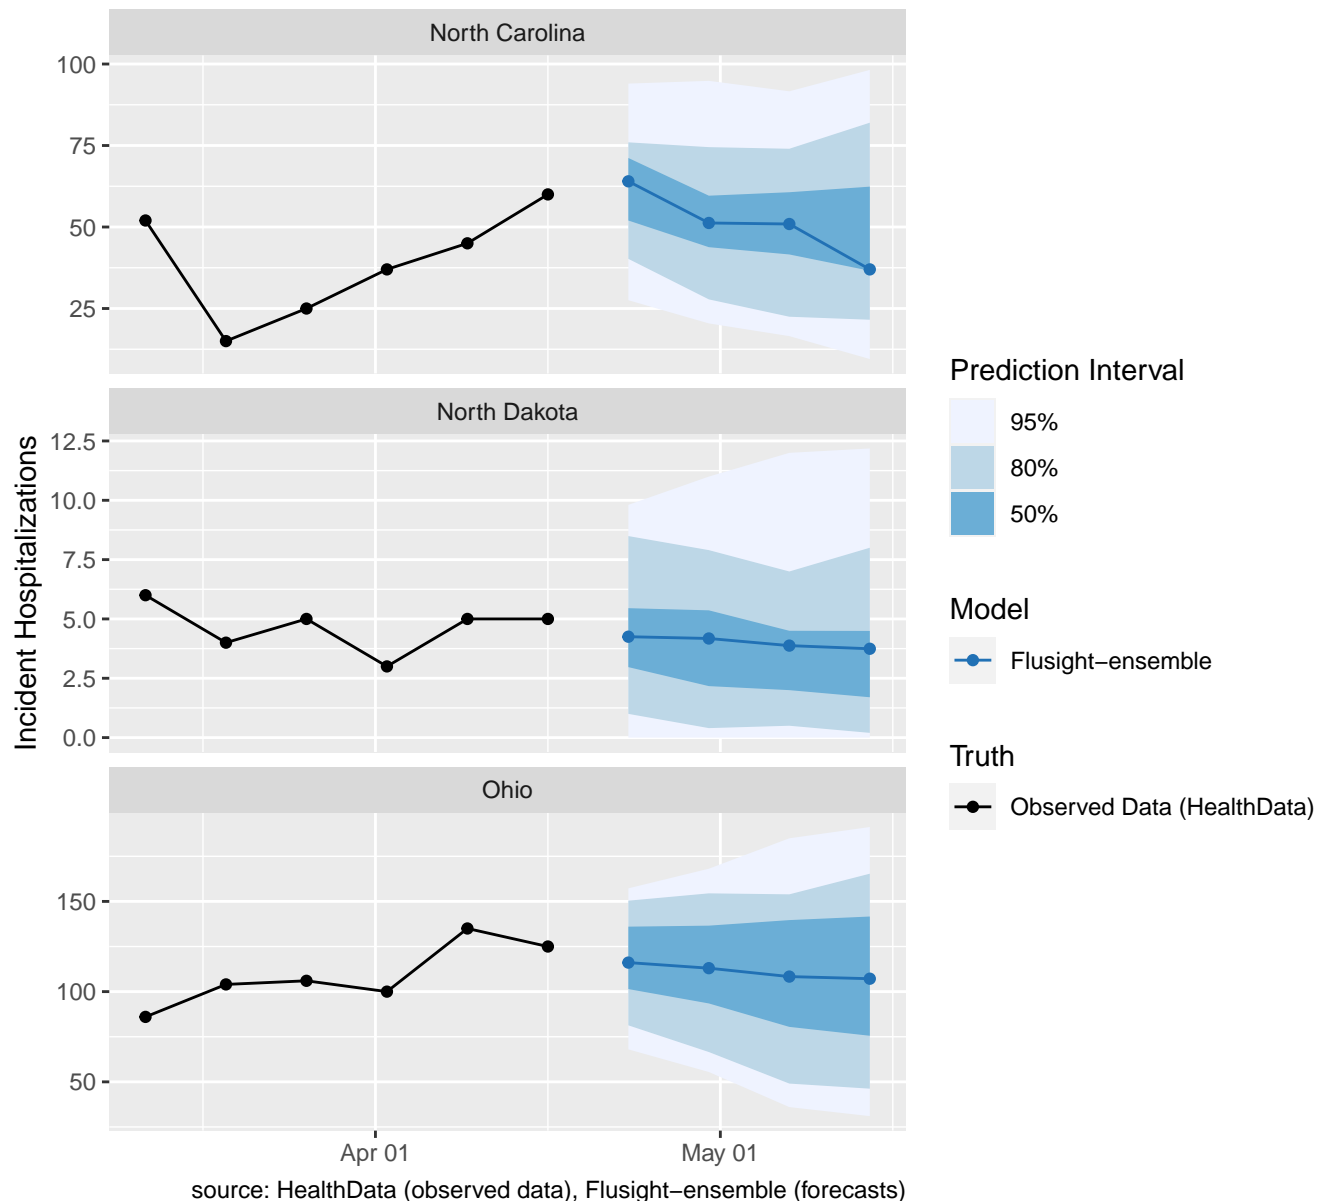 North Carolina
100
75
50
25
North Dakota
12.5
10.0
7.5
5.0
2.5
0.0
Ohio
150
100
50
Apr 01
May 01
Incident Hospitalizations
source: HealthData (observed data), Flusight−ensemble (forecasts)
Prediction Interval
95%
80%
50%
Model
Flusight−ensemble
Truth
Observed Data (HealthData)